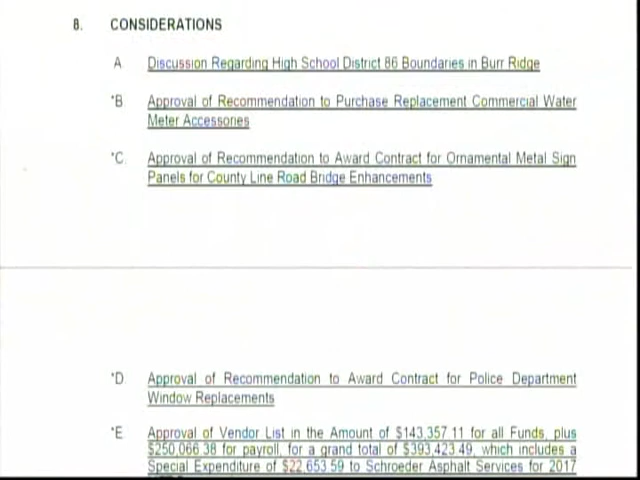 8. CONSIDERATIONS
A Discussion Regarding High School District 86 Boundaries in Burr Ridge
*B Approval of Recommendation to Purchase Replacement Commercial Water
Meter Accessories
*C. Approval of Recommendation to Award Contract for Ornamental Metal Sign
Panels for County Line Road Bridge Enhancements
*D Approval of Recommendation to Award Contract for Police Department
Window Replacements
*E Approval of Vendor List in the Amount of $143,357.11 for all Funds, plus
$250,066.38 for payroll, for a grand total of $393,423.49, which includes a
Special Expenditure of $22,653.59 to Schroeder Asphalt Services for 2017